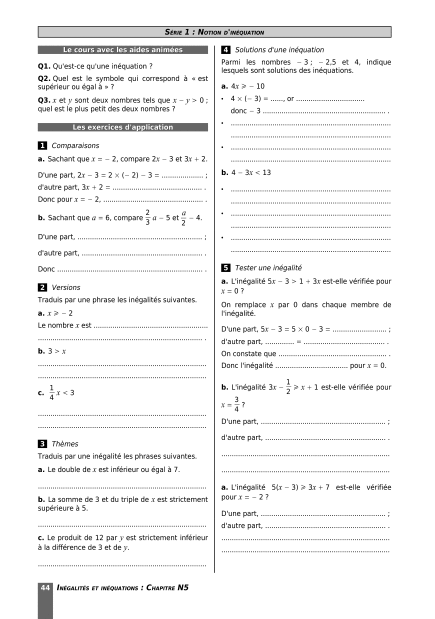 SÉRIE 1 : NOTION D'INÉQUATION
Le cours avec les aides animées
Q1. Qu'est-ce qu'une inéquation ?
Q2. Quel est le symbole qui correspond à « est
supérieur ou égal à » ?
Q3. x et y sont deux nombres tels que x − y > 0 ;
quel est le plus petit des deux nombres ?
Les exercices d'application
1 Comparaisons
a. Sachant que x = − 2, compare 2x − 3 et 3x + 2.
D'une part, 2x − 3 = 2 × (− 2) − 3 = .................... ;
d'autre part, 3x + 2 = ........................................ .
Donc pour x = − 2, ............................................. .
b. Sachant que a = 6, compare 2/3 a − 5 et a/2 − 4.
D'une part, ........................................................ ;
d'autre part, ...................................................... .
Donc ................................................................. .
2 Versions
Traduis par une phrase les inégalités suivantes.
a. x ⩾ − 2
Le nombre x est ...................................................
.......................................................................... .
b. 3 > x
...........................................................................
...........................................................................
c. 1/4 x < 3
...........................................................................
...........................................................................
3 Thèmes
Traduis par une inégalité les phrases suivantes.
a. Le double de x est inférieur ou égal à 7.
...........................................................................
b. La somme de 3 et du triple de x est strictement
supérieure à 5.
...........................................................................
c. Le produit de 12 par y est strictement inférieur
à la différence de 3 et de y.
...........................................................................
4 Solutions d'une inéquation
Parmi les nombres − 3 ; − 2,5 et 4, indique
lesquels sont solutions des inéquations.
a. 4x ⩾ − 10
• 4 × (− 3) = ......, or ...............................
donc − 3 ....................................................... .
• .......................................................................
.......................................................................
• .......................................................................
.......................................................................
b. 4 − 3x < 13
• .......................................................................
.......................................................................
• .......................................................................
.......................................................................
• .......................................................................
.......................................................................
5 Tester une inégalité
a. L'inégalité 5x − 3 > 1 + 3x est-elle vérifiée pour
x = 0 ?
On remplace x par 0 dans chaque membre de
l'inégalité.
D'une part, 5x − 3 = 5 × 0 − 3 = ........................ ;
d'autre part, ............. = .................................... .
On constate que ................................................ .
Donc l'inégalité ................................ pour x = 0.
b. L'inégalité 3x − 1/2 ⩾ x + 1 est-elle vérifiée pour
x = 3/4 ?
D'une part, ........................................................ ;
d'autre part, ...................................................... .
...........................................................................
...........................................................................
a. L'inégalité 5(x − 3) ⩾ 3x + 7 est-elle vérifiée
pour x = − 2 ?
D'une part, ........................................................ ;
d'autre part, ...................................................... .
...........................................................................
...........................................................................
44 INÉGALITÉS ET INÉQUATIONS : CHAPITRE N5